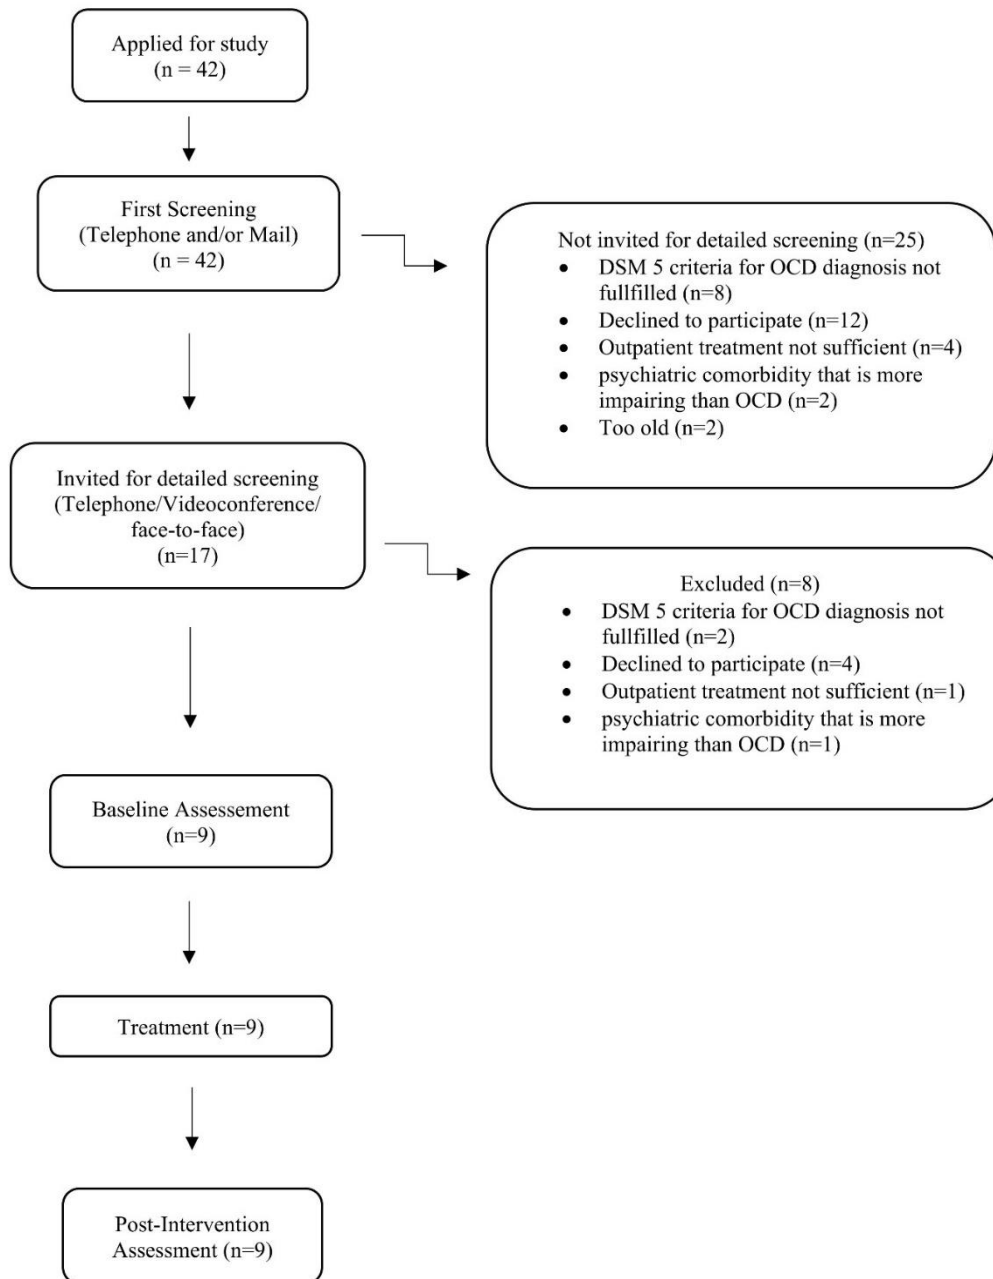 Applied for study
(n = 42)
First Screening
(Telephone and/or Mail)
(n = 42)
Not invited for detailed screening (n=25)
• DSM 5 criteria for OCD diagnosis not
fullfilled (n=8)
• Declined to participate (n=12)
• Outpatient treatment not sufficient (n=4)
• psychiatric comorbidity that is more
impairing than OCD (n=2)
• Too old (n=2)
Invited for detailed screening
(Telephone/Videoconference/
face-to-face)
(n=17)
Excluded (n=8)
• DSM 5 criteria for OCD diagnosis not
fullfilled (n=2)
• Declined to participate (n=4)
• Outpatient treatment not sufficient (n=1)
• psychiatric comorbidity that is more
impairing than OCD (n=1)
Baseline Assessement
(n=9)
Treatment (n=9)
Post-Intervention
Assessment (n=9)